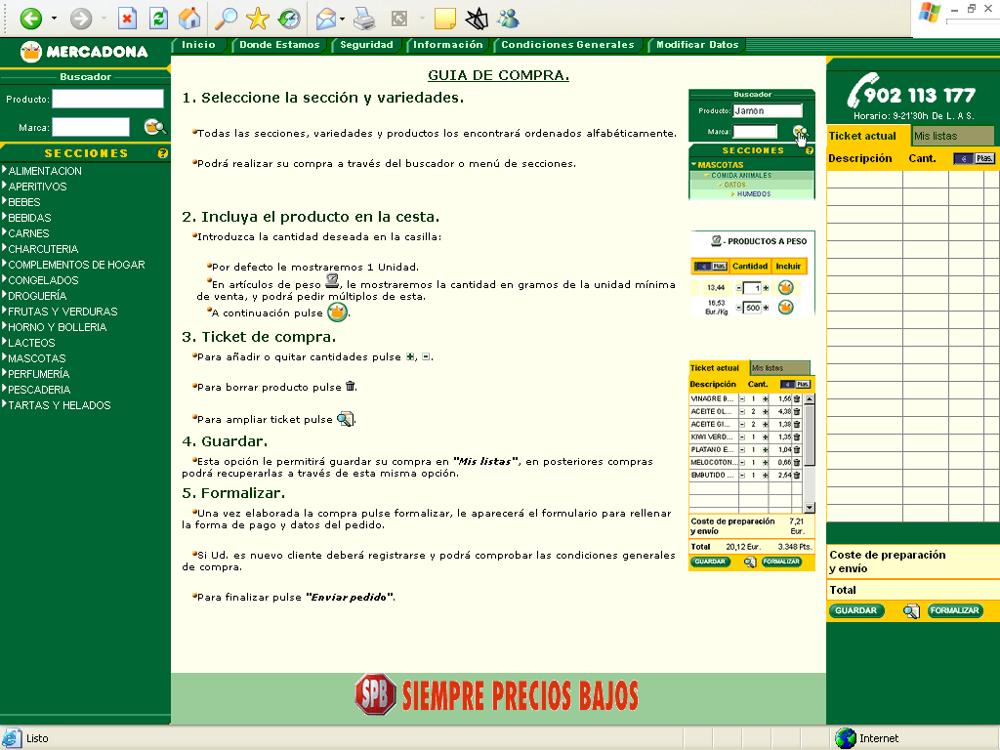 MERCADONA
Inicio
Donde Estamos
Seguridad
Información
Condiciones Generales
Modificar Datos
Buscador
Producto:
Marca:
SECCIONES
?
ALIMENTACION
APERITIVOS
BEBES
BEBIDAS
CARNES
CHARCUTERIA
COMPLEMENTOS DE HOGAR
CONGELADOS
DROGUERÍA
FRUTAS Y VERDURAS
HORNO Y BOLLERIA
LACTEOS
MASCOTAS
PERFUMERÍA
PESCADERIA
TARTAS Y HELADOS
GUIA DE COMPRA.
1. Seleccione la sección y variedades.
Todas las secciones, variedades y productos los encontrará ordenados alfabéticamente.
Podrá realizar su compra a través del buscador o menú de secciones.
Buscador
Producto: Jamon
Marca:
SECCIONES ?
MASCOTAS
COMIDA ANIMALES
GATOS
HUMEDOS
2. Incluya el producto en la cesta.
Introduzca la cantidad deseada en la casilla:
Por defecto le mostraremos 1 Unidad.
En artículos de peso , le mostraremos la cantidad en gramos de la unidad mínima
de venta, y podrá pedir múltiplos de esta.
A continuación pulse .
- PRODUCTOS A PESO
€ Ptas. Cantidad Incluir
13,44 - 1 +
16,53
Eur./Kg - 500 +
3. Ticket de compra.
Para añadir o quitar cantidades pulse +, -.
Para borrar producto pulse .
Para ampliar ticket pulse .
4. Guardar.
Esta opción le permitirá guardar su compra en "Mis listas", en posteriores compras
podrá recuperarlas a través de esta misma opción.
5. Formalizar.
Una vez elaborada la compra pulse formalizar, le aparecerá el formulario para rellenar
la forma de pago y datos del pedido.
Si Ud. es nuevo cliente deberá registrarse y podrá comprobar las condiciones generales
de compra.
Para finalizar pulse "Enviar pedido".
Ticket actual Mis listas
Descripción Cant. € Ptas.
VINAGRE B... - 1 + 1,56
ACEITE OL... - 2 + 4,38
ACEITE GI... - 2 + 1,38
KIWI VERD... - 1 + 1,35
PLATANO E... - 1 + 1,04
MELOCOTON... - 1 + 0,66
EMBUTIDO ... - 1 + 2,54
Coste de preparación 7,21
y envío Eur.
Total 20,12 Eur. 3.348 Pts.
GUARDAR FORMALIZAR
SPB SIEMPRE PRECIOS BAJOS
902 113 177
Horario: 9-21'30h De L. A S.
Ticket actual Mis listas
Descripción Cant. € Ptas.
Coste de preparación
y envío
Total
GUARDAR FORMALIZAR
Listo
Internet